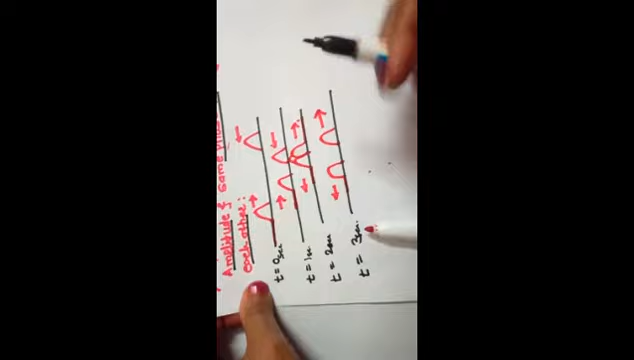 Amplitude & same phase
each other:
t = 0sec
t = 1sec
t = 2sec
t = 3sec.